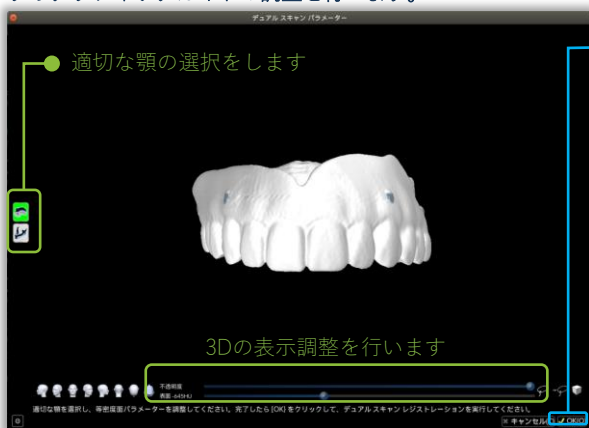 デュアル スキャン パラメーター
適切な顎の選択をします
3Dの表示調整を行います
不透明度
表面 -645HU
適切な顎を選択し、等密度面パラメーターを調整してください。完了したら [OK] をクリックして、デュアル スキャン レジストレーションを実行してください。
キャンセル(C)
OK(O)